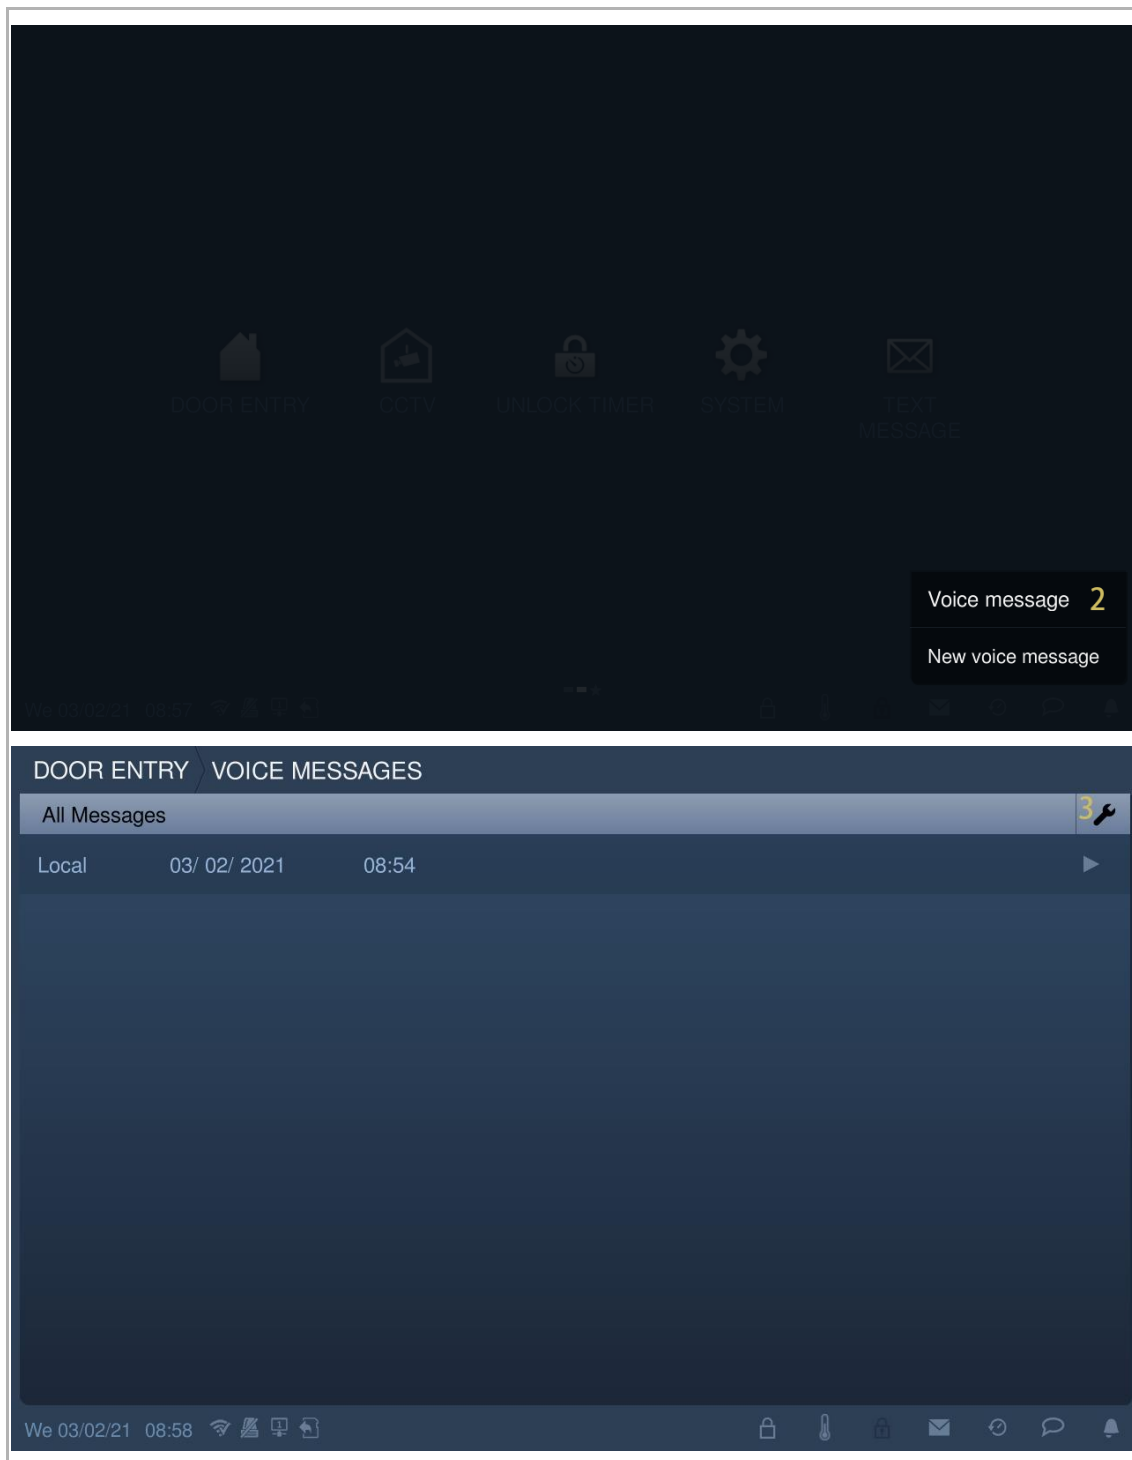 DOOR ENTRY CCTV UNLOCK TIMER SYSTEM TEXT
MESSAGE
Voice message 2
New voice message
We 03/02/21 08:57
DOOR ENTRY VOICE MESSAGES
All Messages 3
Local 03/ 02/ 2021 08:54
We 03/02/21 08:58